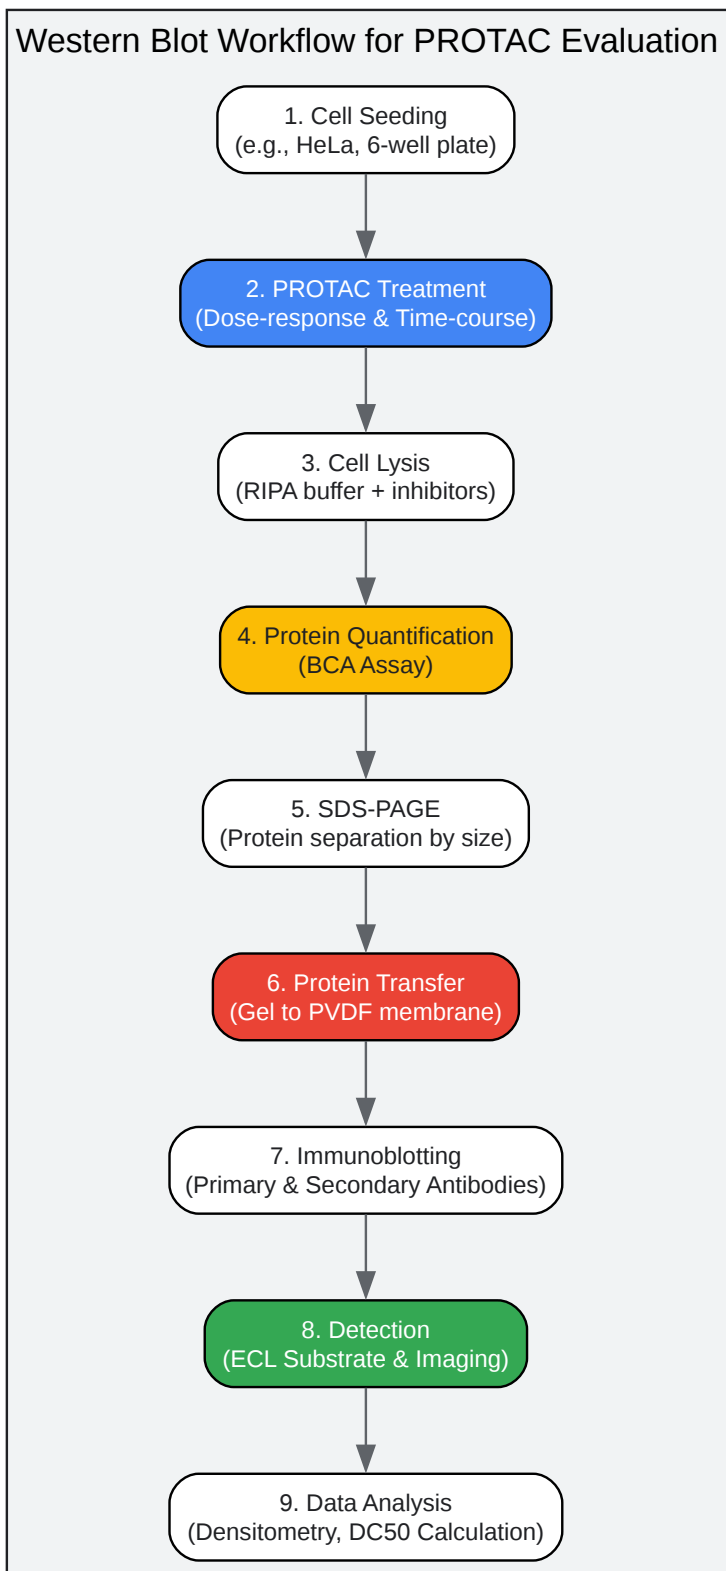 Western Blot Workflow for PROTAC Evaluation
1. Cell Seeding
(e.g., HeLa, 6-well plate)
2. PROTAC Treatment
(Dose-response & Time-course)
3. Cell Lysis
(RIPA buffer + inhibitors)
4. Protein Quantification
(BCA Assay)
5. SDS-PAGE
(Protein separation by size)
6. Protein Transfer
(Gel to PVDF membrane)
7. Immunoblotting
(Primary & Secondary Antibodies)
8. Detection
(ECL Substrate & Imaging)
9. Data Analysis
(Densitometry, DC50 Calculation)